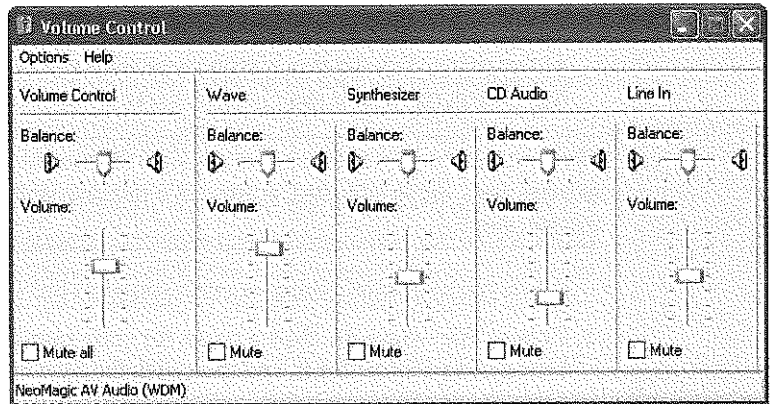 Volume Control
Options Help
Volume Control
Wave
Synthesizer
CD Audio
Line In
Balance:
Balance:
Balance:
Balance:
Balance:
Volume:
Volume:
Volume:
Volume:
Volume:
Mute all
Mute
Mute
Mute
Mute
NeoMagic AV Audio (WDM)